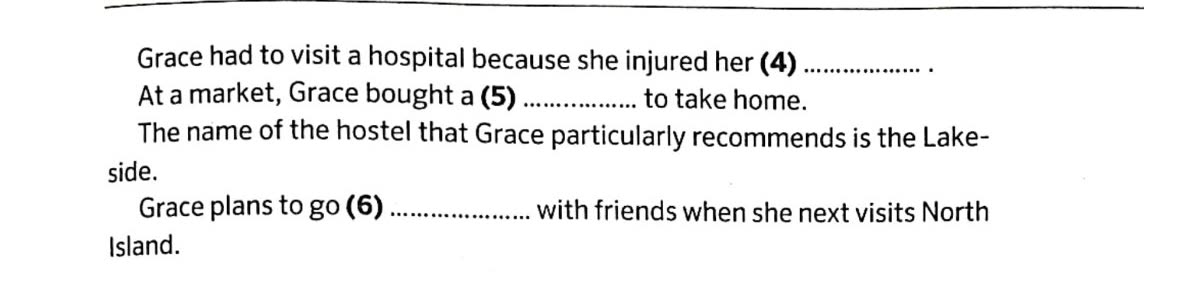 Grace had to visit a hospital because she injured her (4) .................. .
At a market, Grace bought a (5) ................. to take home.
The name of the hostel that Grace particularly recommends is the Lake-
side.
Grace plans to go (6) ...................... with friends when she next visits North
Island.